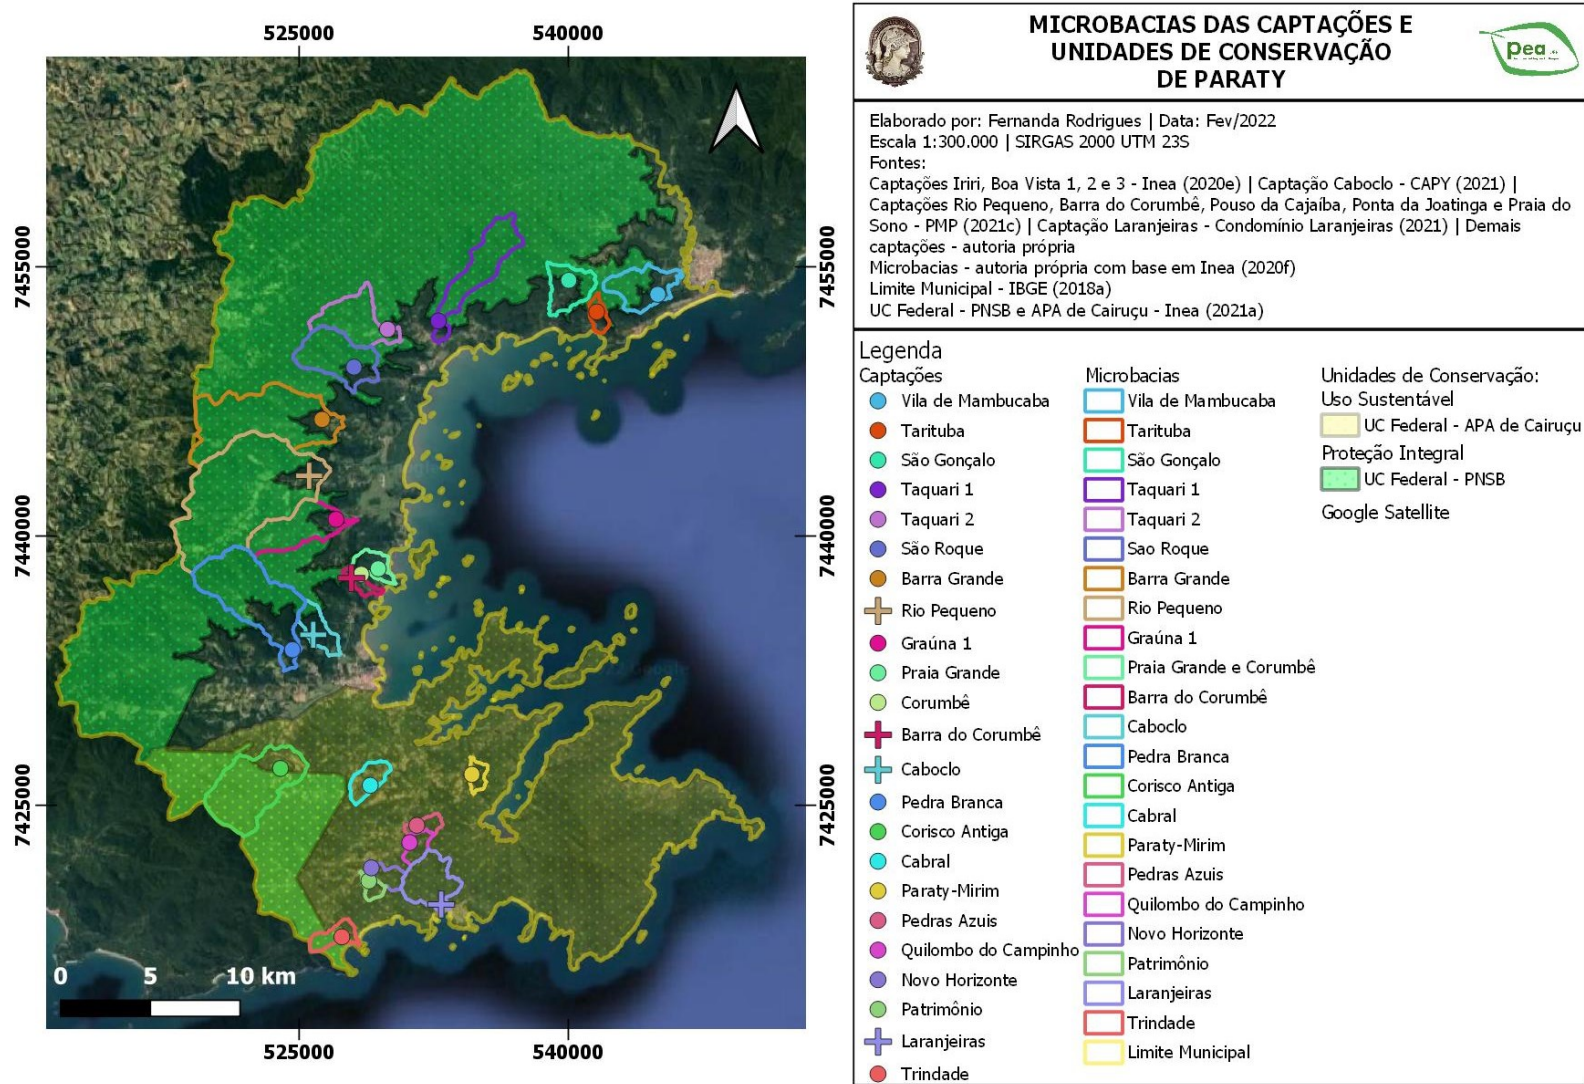 525000
540000
7455000
7455000
7440000
7440000
7425000
7425000
0 5 10 km
525000
540000
MICROBACIAS DAS CAPTAÇÕES E
UNIDADES DE CONSERVAÇÃO
DE PARATY
pea
Elaborado por: Fernanda Rodrigues | Data: Fev/2022
Escala 1:300.000 | SIRGAS 2000 UTM 23S
Fontes:
Captações Iriri, Boa Vista 1, 2 e 3 - Inea (2020e) | Captação Caboclo - CAPY (2021) |
Captações Rio Pequeno, Barra do Corumbê, Pouso da Cajaíba, Ponta da Joatinga e Praia do
Sono - PMP (2021c) | Captação Laranjeiras - Condomínio Laranjeiras (2021) | Demais
captações - autoria própria
Microbacias - autoria própria com base em Inea (2020f)
Limite Municipal - IBGE (2018a)
UC Federal - PNSB e APA de Cairuçu - Inea (2021a)
Legenda
Captações
Vila de Mambucaba
Tarituba
São Gonçalo
Taquari 1
Taquari 2
São Roque
Barra Grande
Rio Pequeno
Graúna 1
Praia Grande
Corumbê
Barra do Corumbê
Caboclo
Pedra Branca
Corisco Antiga
Cabral
Paraty-Mirim
Pedras Azuis
Quilombo do Campinho
Novo Horizonte
Patrimônio
Laranjeiras
Trindade
Microbacias
Vila de Mambucaba
Tarituba
São Gonçalo
Taquari 1
Taquari 2
Sao Roque
Barra Grande
Rio Pequeno
Graúna 1
Praia Grande e Corumbê
Barra do Corumbê
Caboclo
Pedra Branca
Corisco Antiga
Cabral
Paraty-Mirim
Pedras Azuis
Quilombo do Campinho
Novo Horizonte
Patrimônio
Laranjeiras
Trindade
Limite Municipal
Unidades de Conservação:
Uso Sustentável
UC Federal - APA de Cairuçu
Proteção Integral
UC Federal - PNSB
Google Satellite